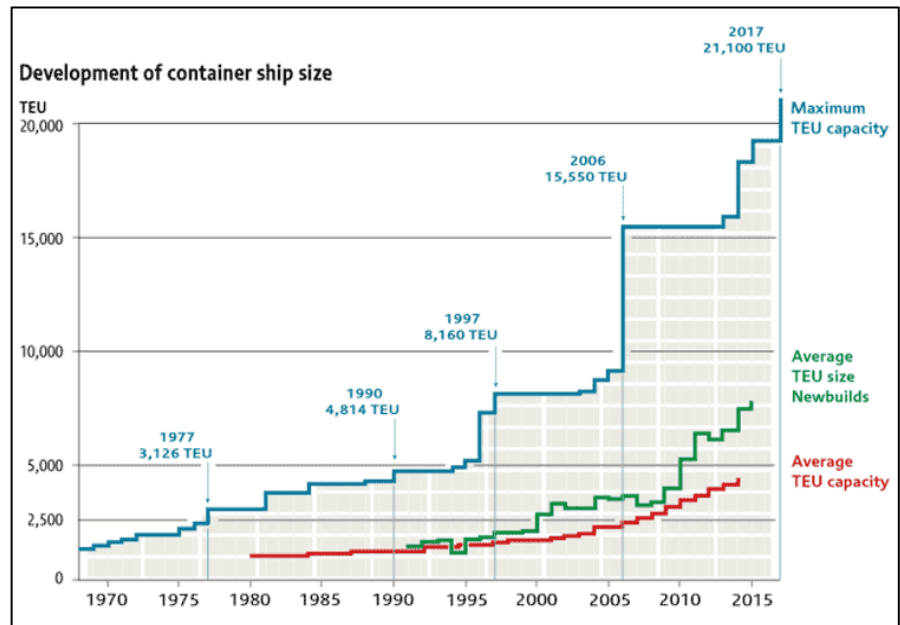 2017
21,100 TEU
Development of container ship size
TEU
20,000
Maximum
TEU capacity
2006
15,550 TEU
15,000
1997
8,160 TEU
10,000
Average
TEU size
Newbuilds
1990
4,814 TEU
1977
3,126 TEU
5,000
Average
TEU capacity
2,500
0
1970 1975 1980 1985 1990 1995 2000 2005 2010 2015